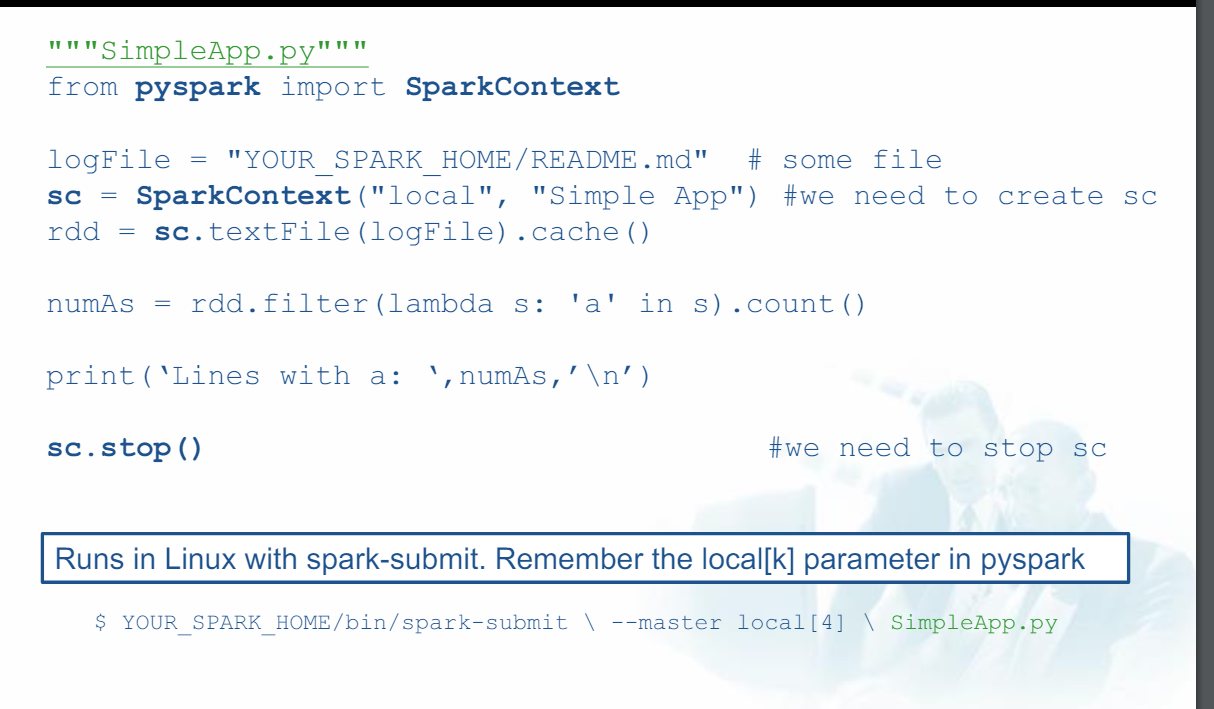 """SimpleApp.py"""
from pyspark import SparkContext
logFile = "YOUR_SPARK_HOME/README.md"  # some file
sc = SparkContext("local", "Simple App") #we need to create sc
rdd = sc.textFile(logFile).cache()
numAs = rdd.filter(lambda s: 'a' in s).count()
print(‘Lines with a: ‘,numAs,’\n’)
sc.stop() #we need to stop sc
Runs in Linux with spark-submit. Remember the local[k] parameter in pyspark
$ YOUR_SPARK_HOME/bin/spark-submit \ --master local[4] \ SimpleApp.py